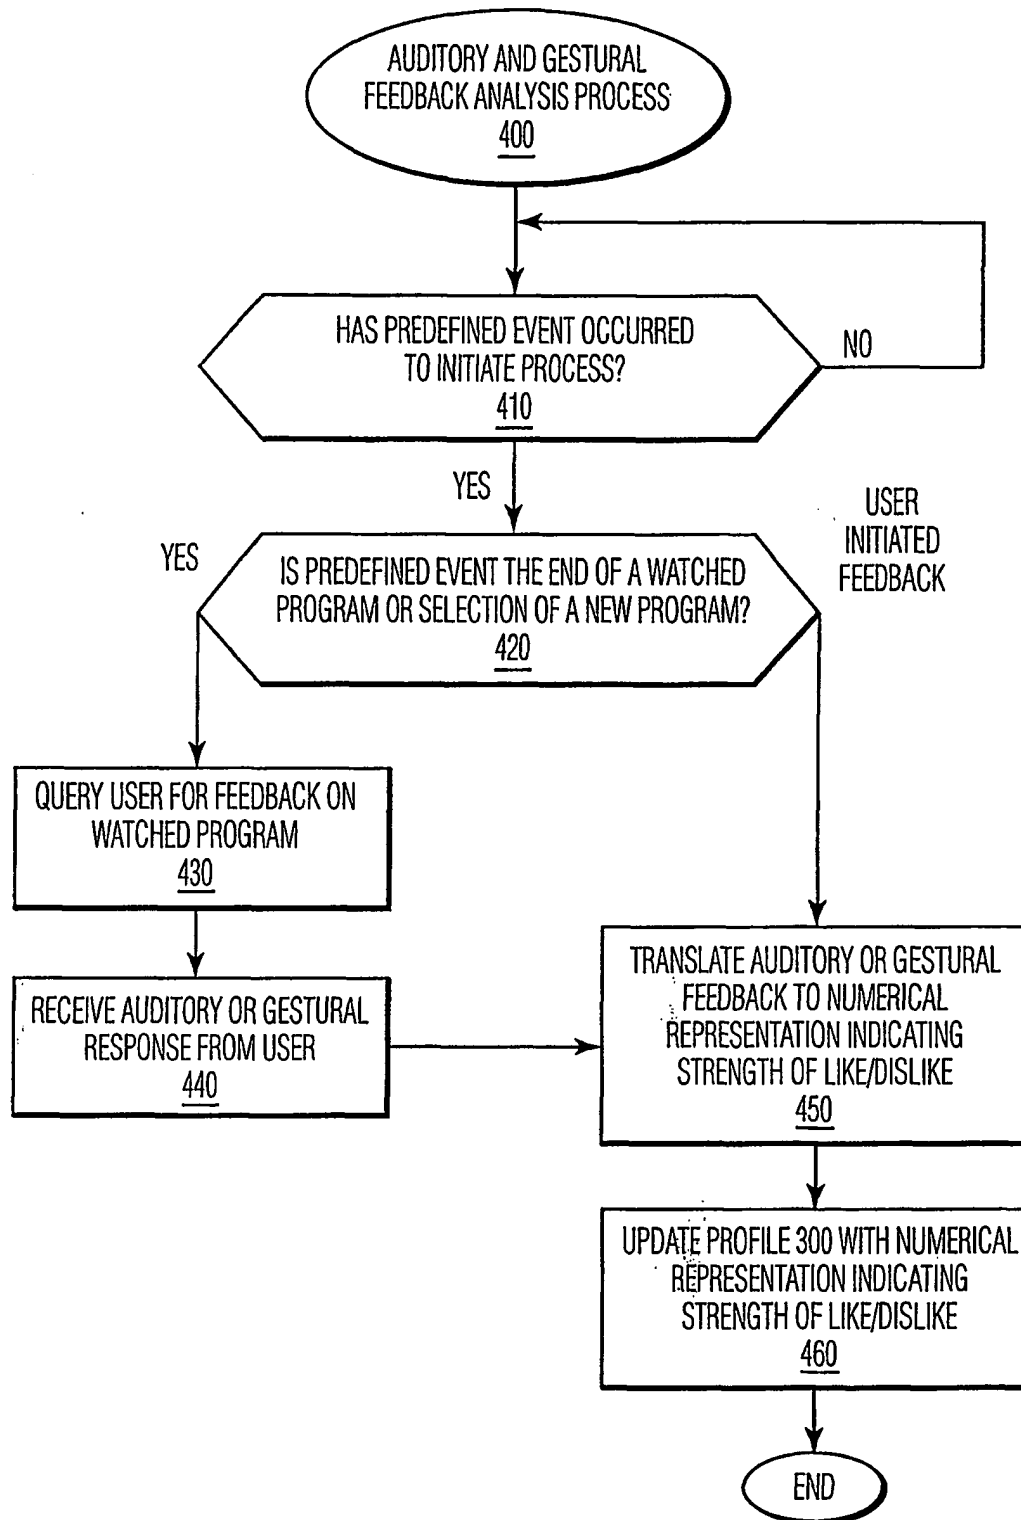 AUDITORY AND GESTURAL
FEEDBACK ANALYSIS PROCESS
400
HAS PREDEFINED EVENT OCCURRED
TO INITIATE PROCESS?
410
NO
YES
USER
INITIATED
FEEDBACK
YES
IS PREDEFINED EVENT THE END OF A WATCHED
PROGRAM OR SELECTION OF A NEW PROGRAM?
420
QUERY USER FOR FEEDBACK ON
WATCHED PROGRAM
430
RECEIVE AUDITORY OR GESTURAL
RESPONSE FROM USER
440
TRANSLATE AUDITORY OR GESTURAL
FEEDBACK TO NUMERICAL
REPRESENTATION INDICATING
STRENGTH OF LIKE/DISLIKE
450
UPDATE PROFILE 300 WITH NUMERICAL
REPRESENTATION INDICATING
STRENGTH OF LIKE/DISLIKE
460
END